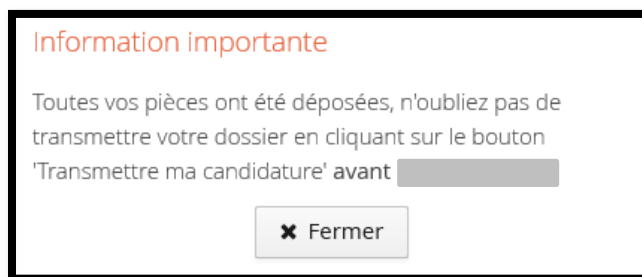 Information importante
Toutes vos pièces ont été déposées, n'oubliez pas de
transmettre votre dossier en cliquant sur le bouton
'Transmettre ma candidature' avant
✖ Fermer